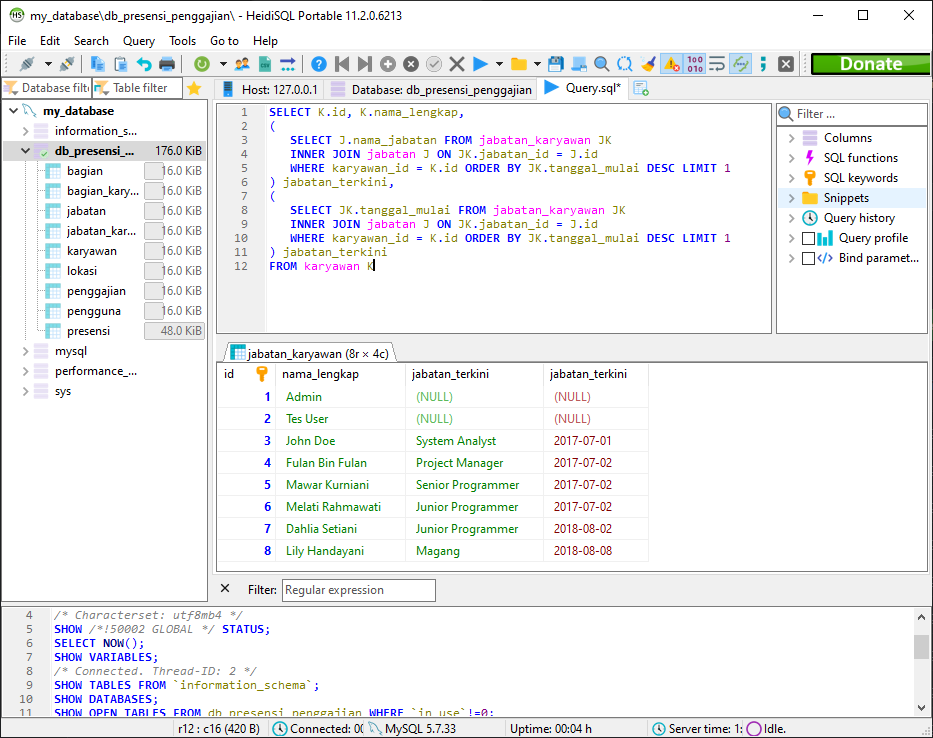 my_database\db_presensi_penggajian\ - HeidiSQL Portable 11.2.0.6213
File Edit Search Query Tools Go to Help
Donate
Database filt Table filter
Host: 127.0.0.1 Database: db_presensi_penggajian Query.sql*
my_database
information_s...
db_presensi_... 176.0 KiB
bagian 16.0 KiB
bagian_kary... 16.0 KiB
jabatan 16.0 KiB
jabatan_kar... 16.0 KiB
karyawan 16.0 KiB
lokasi 16.0 KiB
penggajian 16.0 KiB
pengguna 16.0 KiB
presensi 48.0 KiB
mysql
performance_...
sys
1 SELECT K.id, K.nama_lengkap,
2 (
3 SELECT J.nama_jabatan FROM jabatan_karyawan JK
4 INNER JOIN jabatan J ON JK.jabatan_id = J.id
5 WHERE karyawan_id = K.id ORDER BY JK.tanggal_mulai DESC LIMIT 1
6 ) jabatan_terkini,
7 (
8 SELECT JK.tanggal_mulai FROM jabatan_karyawan JK
9 INNER JOIN jabatan J ON JK.jabatan_id = J.id
10 WHERE karyawan_id = K.id ORDER BY JK.tanggal_mulai DESC LIMIT 1
11 ) jabatan_terkini
12 FROM karyawan K
Filter ...
Columns
SQL functions
SQL keywords
Snippets
Query history
Query profile
Bind paramet...
jabatan_karyawan (8r × 4c)
id nama_lengkap jabatan_terkini jabatan_terkini
1 Admin (NULL) (NULL)
2 Tes User (NULL) (NULL)
3 John Doe System Analyst 2017-07-01
4 Fulan Bin Fulan Project Manager 2017-07-02
5 Mawar Kurniani Senior Programmer 2017-07-02
6 Melati Rahmawati Junior Programmer 2017-07-02
7 Dahlia Setiani Junior Programmer 2018-08-02
8 Lily Handayani Magang 2018-08-08
Filter: Regular expression
4 /* Characterset: utf8mb4 */
5 SHOW /*!50002 GLOBAL */ STATUS;
6 SELECT NOW();
7 SHOW VARIABLES;
8 /* Connected. Thread-ID: 2 */
9 SHOW TABLES FROM `information_schema`;
10 SHOW DATABASES;
11 SHOW OPEN TABLES FROM db_presensi_penggajian WHERE `in_use`!=0;
r12 : c16 (420 B) Connected: 00 MySQL 5.7.33 Uptime: 00:04 h Server time: 1: Idle.